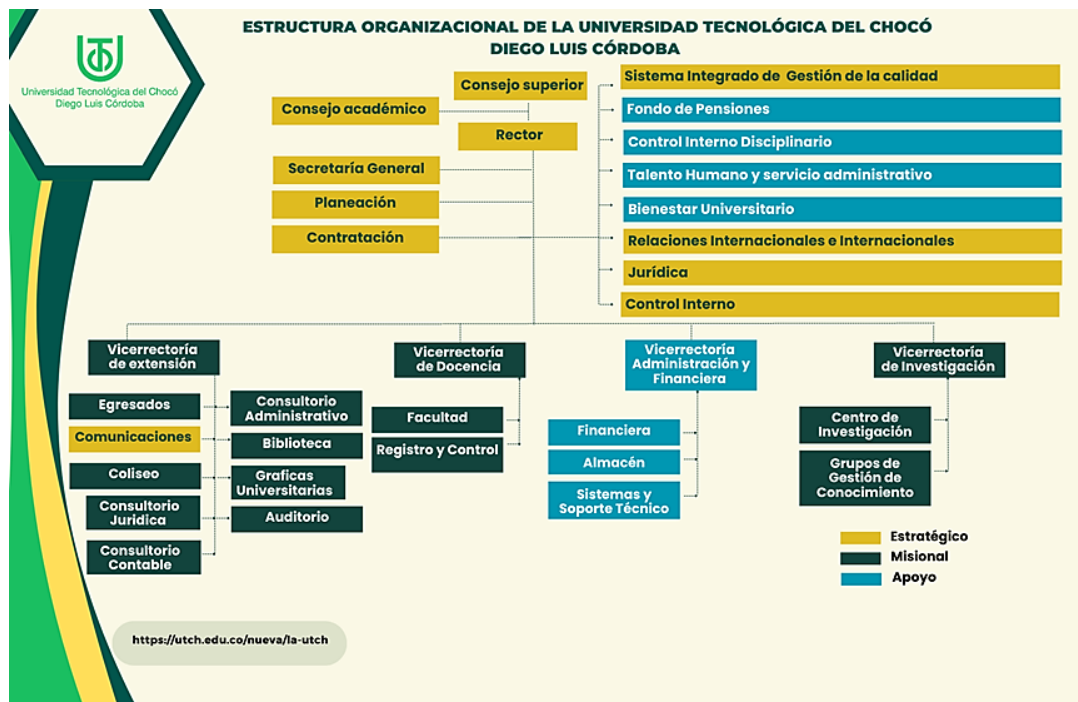 ESTRUCTURA ORGANIZACIONAL DE LA UNIVERSIDAD TECNOLÓGICA DEL CHOCÓ
DIEGO LUIS CÓRDOBA
Universidad Tecnológica del Chocó
Diego Luis Córdoba
Consejo superior
Consejo académico
Rector
Secretaría General
Planeación
Contratación
Sistema Integrado de Gestión de la calidad
Fondo de Pensiones
Control Interno Disciplinario
Talento Humano y servicio administrativo
Bienestar Universitario
Relaciones Internacionales e Internacionales
Jurídica
Control Interno
Vicerrectoría
de extensión
Egresados
Comunicaciones
Coliseo
Consultorio
Juridica
Consultorio
Contable
Consultorio
Administrativo
Biblioteca
Graficas
Universitarias
Auditorio
Vicerrectoría
de Docencia
Facultad
Registro y Control
Vicerrectoría
Administración y
Financiera
Financiera
Almacén
Sistemas y
Soporte Técnico
Vicerrectoría
de Investigación
Centro de
Investigación
Grupos de
Gestión de
Conocimiento
Estratégico
Misional
Apoyo
https://utch.edu.co/nueva/la-utch